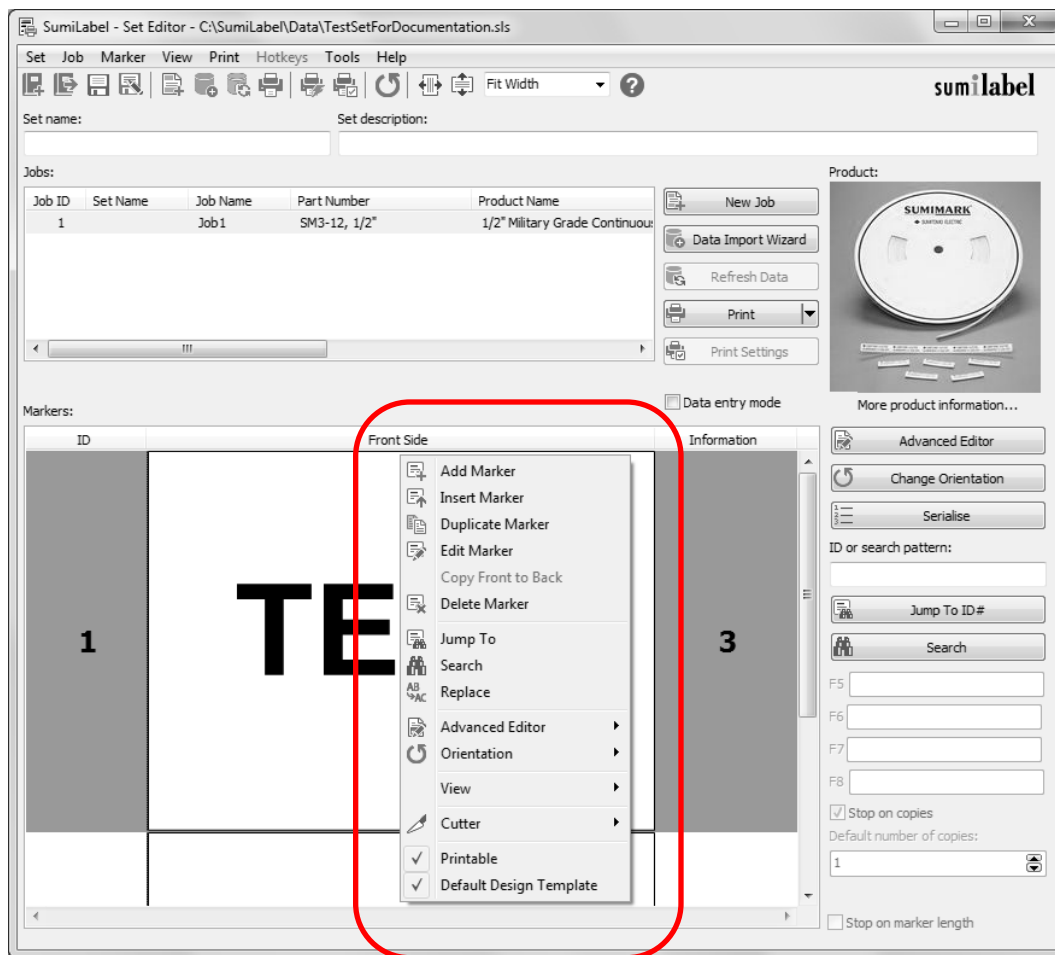 SumiLabel - Set Editor - C:\SumiLabel\Data\TestSetForDocumentation.sls
Set Job Marker View Print Hotkeys Tools Help
Fit Width
sumilabel
Set name: Set description:
Jobs: Product:
Job ID Set Name Job Name Part Number Product Name
1 Job1 SM3-12, 1/2" 1/2" Military Grade Continuou
New Job
Data Import Wizard
Refresh Data
Print
Print Settings
SUMIMARK
SUMITOMO ELECTRIC
Data entry mode
More product information...
Markers:
ID Front Side Information
1
TE
3
Add Marker
Insert Marker
Duplicate Marker
Edit Marker
Copy Front to Back
Delete Marker
Jump To
Search
Replace
Advanced Editor
Orientation
View
Cutter
Printable
Default Design Template
Advanced Editor
Change Orientation
Serialise
ID or search pattern:
Jump To ID#
Search
F5
F6
F7
F8
Stop on copies
Default number of copies:
1
Stop on marker length